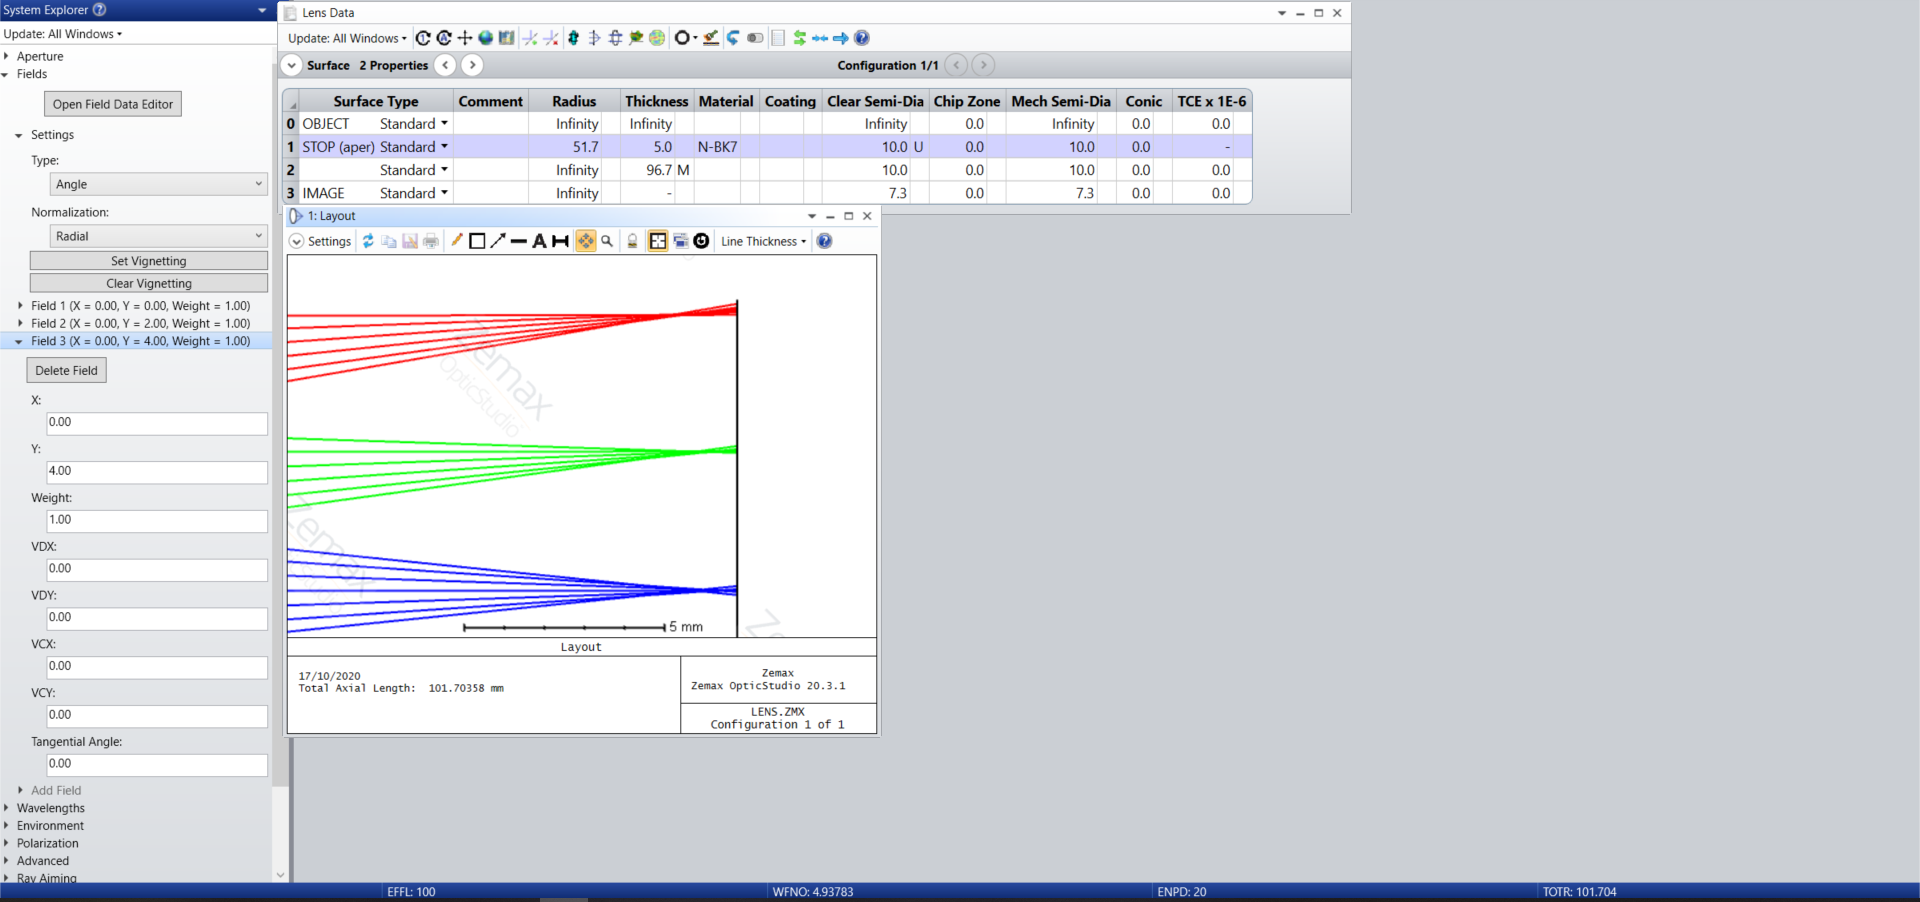 System Explorer ?
Update: All Windows
Aperture
Fields
Open Field Data Editor
Settings
Type:
Angle
Normalization:
Radial
Set Vignetting
Clear Vignetting
Field 1 (X = 0.00, Y = 0.00, Weight = 1.00)
Field 2 (X = 0.00, Y = 2.00, Weight = 1.00)
Field 3 (X = 0.00, Y = 4.00, Weight = 1.00)
Delete Field
X:
0.00
Y:
4.00
Weight:
1.00
VDX:
0.00
VDY:
0.00
VCX:
0.00
VCY:
0.00
Tangential Angle:
0.00
Add Field
Wavelengths
Environment
Polarization
Advanced
Ray Aiming
Lens Data
Update: All Windows
Surface 2 Properties Configuration 1/1
Surface Type Comment Radius Thickness Material Coating Clear Semi-Dia Chip Zone Mech Semi-Dia Conic TCE x 1E-6
0 OBJECT Standard Infinity Infinity Infinity 0.0 Infinity 0.0 0.0
1 STOP (aper) Standard 51.7 5.0 N-BK7 10.0 U 0.0 10.0 0.0 -
2 Standard Infinity 96.7 M 10.0 0.0 10.0 0.0 0.0
3 IMAGE Standard Infinity - 7.3 0.0 7.3 0.0 0.0
1: Layout
Settings A Line Thickness ?
Zemax
OpticStudio
Zemax
5 mm
Layout
17/10/2020
Total Axial Length: 101.70358 mm
Zemax
Zemax OpticStudio 20.3.1
LENS.ZMX
Configuration 1 of 1
EFFL: 100 WFNO: 4.93783 ENPD: 20 TOTR: 101.704